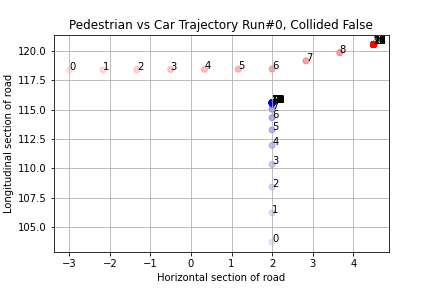 Pedestrian vs Car Trajectory Run#0, Collided False
Longitudinal section of road
120.0
117.5
115.0
112.5
110.0
107.5
105.0
0 1 2 3 4 5 6 7 8
6
5
4
3
2
1
0
−3 −2 −1 0 1 2 3 4
Horizontal section of road